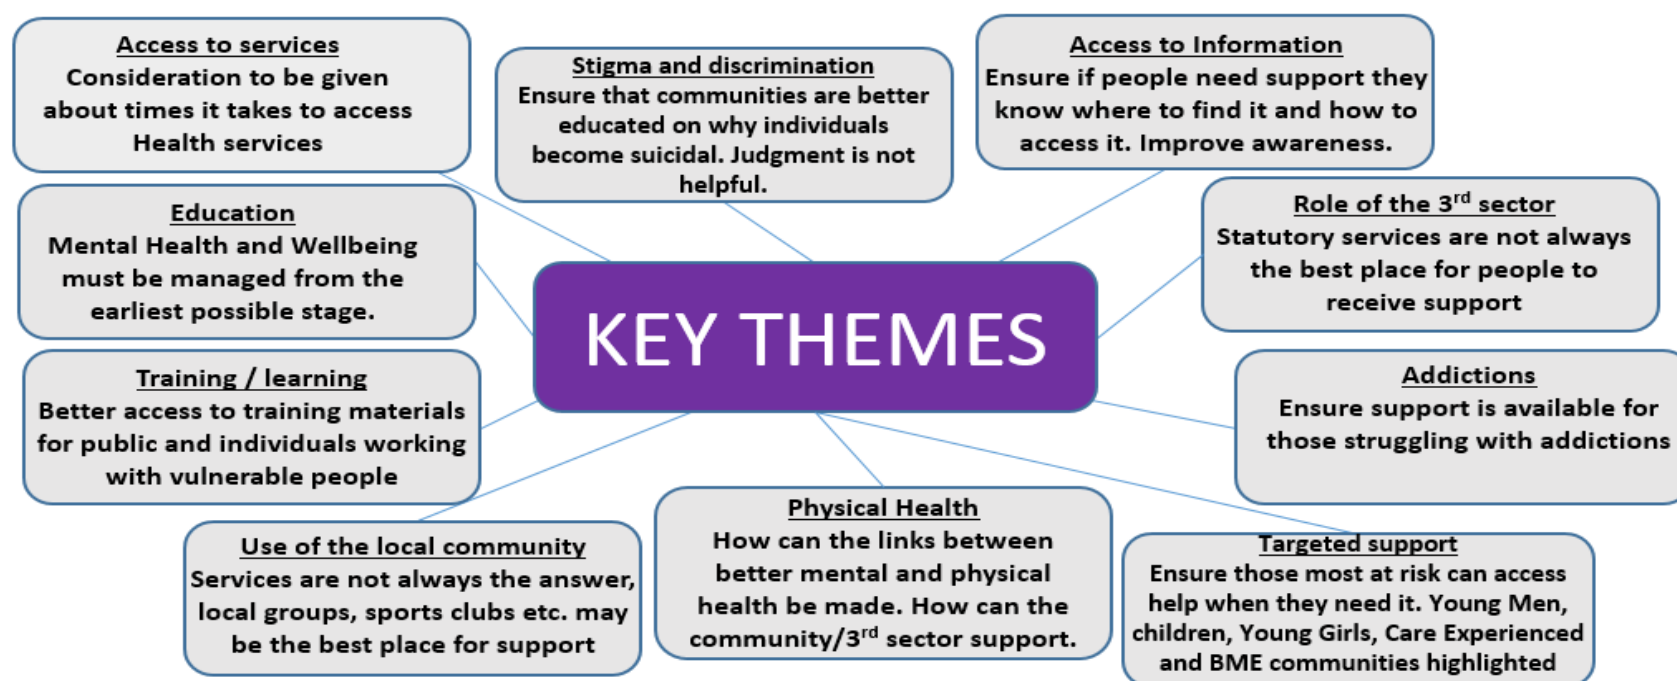 Access to services
Consideration to be given
about times it takes to access
Health services
Stigma and discrimination
Ensure that communities are better
educated on why individuals
become suicidal. Judgment is not
helpful.
Access to Information
Ensure if people need support they
know where to find it and how to
access it. Improve awareness.
Education
Mental Health and Wellbeing
must be managed from the
earliest possible stage.
KEY THEMES
Role of the 3rd sector
Statutory services are not always
the best place for people to
receive support
Training / learning
Better access to training materials
for public and individuals working
with vulnerable people
Addictions
Ensure support is available for
those struggling with addictions
Use of the local community
Services are not always the answer,
local groups, sports clubs etc. may
be the best place for support
Physical Health
How can the links between
better mental and physical
health be made. How can the
community/3rd sector support.
Targeted support
Ensure those most at risk can access
help when they need it. Young Men,
children, Young Girls, Care Experienced
and BME communities highlighted